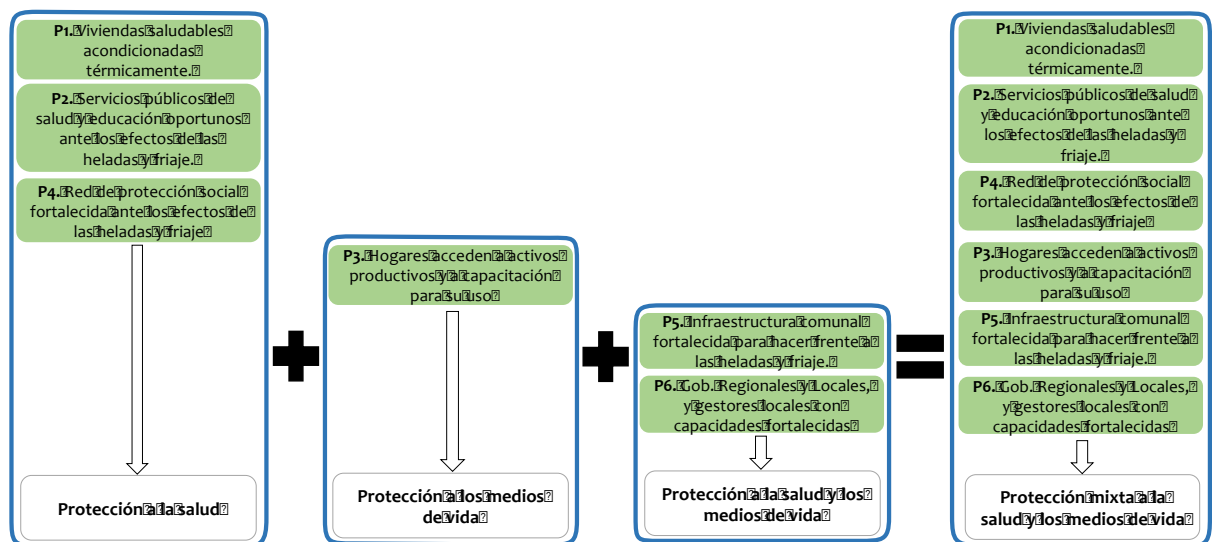 P1. Viviendas saludables
acondicionadas
térmicamente.
P2. Servicios públicos de
salud y educación oportunos
ante los efectos de las
heladas y friaje.
P4. Red de protección social
fortalecida ante los efectos de
las heladas y friaje
Protección a la salud
P3. Hogares acceden a activos
productivos y a capacitación
para su uso
Protección a los medios
de vida
P5. Infraestructura comunal
fortalecida para hacer frente a
las heladas y friaje.
P6. Gob. Regionales y Locales,
y gestores locales con
capacidades fortalecidas
Protección a la salud y los
medios de vida
P1. Viviendas saludables
acondicionadas
térmicamente.
P2. Servicios públicos de salud
y educación oportunos ante
los efectos de las heladas y
friaje.
P4. Red de protección social
fortalecida ante los efectos de
las heladas y friaje
P3. Hogares acceden a activos
productivos y a capacitación
para su uso
P5. Infraestructura comunal
fortalecida para hacer frente a
las heladas y friaje.
P6. Gob. Regionales y Locales,
y gestores locales con
capacidades fortalecidas
Protección mixta a la
salud y los medios de vida